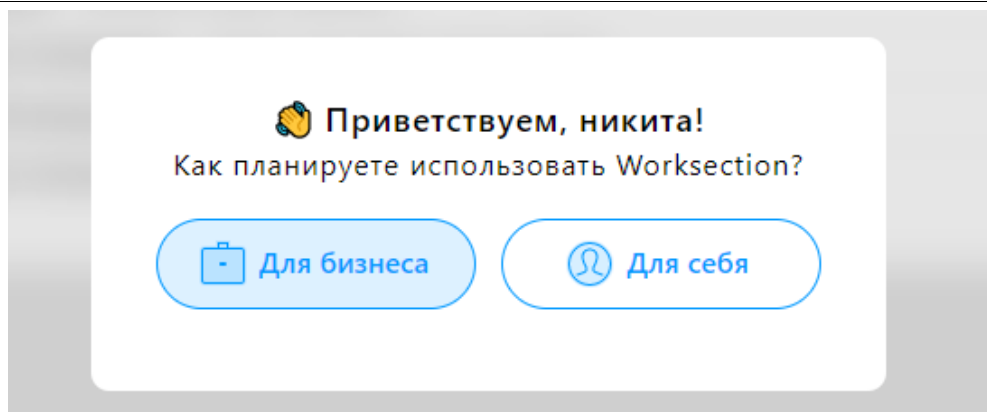 👋 Приветствуем, никита!
Как планируете использовать Worksection?
Для бизнеса
Для себя